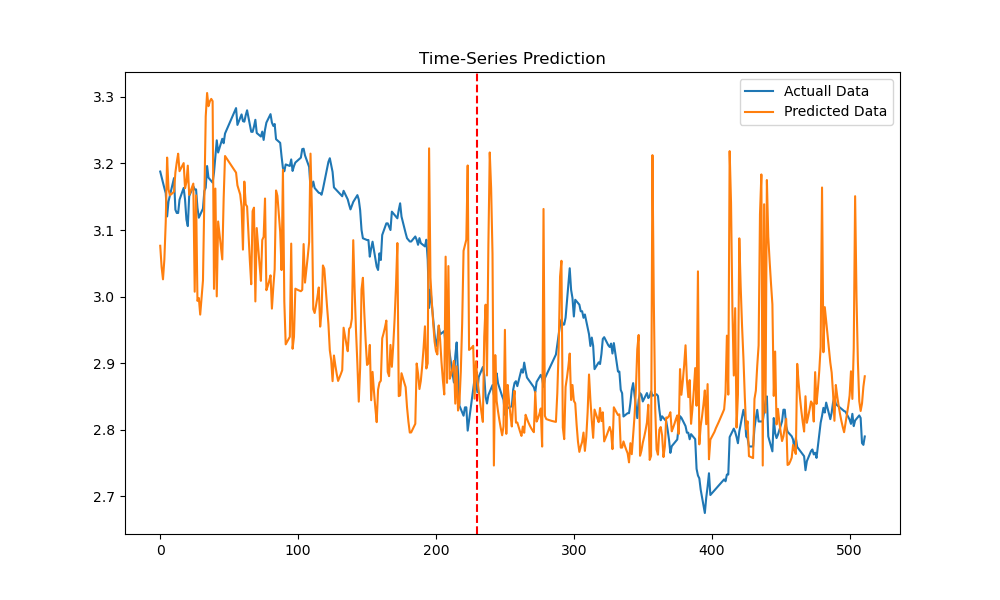 Time-Series Prediction
Actuall Data
Predicted Data
3.3
3.2
3.1
3.0
2.9
2.8
2.7
0 100 200 300 400 500